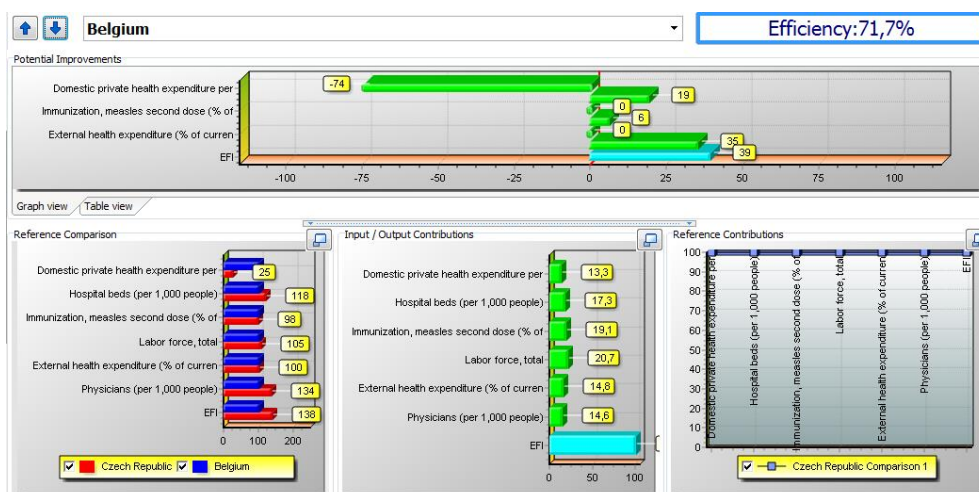 Belgium
Efficiency:71,7%
Potential Improvements
Domestic private health expenditure per
Immunization, measles second dose (% of
External health expenditure (% of curren
EFI
-74
19
0
6
0
35
39
-100 -75 -50 -25 0 25 50 75 100
Graph view Table view
Reference Comparison
Domestic private health expenditure per
Hospital beds (per 1,000 people)
Immunization, measles second dose (% of
Labor force, total
External health expenditure (% of curren
Physicians (per 1,000 people)
EFI
25
118
98
105
100
134
138
0 100 200
Czech Republic Belgium
Input / Output Contributions
Domestic private health expenditure per
Hospital beds (per 1,000 people)
Immunization, measles second dose (% of
Labor force, total
External health expenditure (% of curren
Physicians (per 1,000 people)
EFI
13,3
17,3
19,1
20,7
14,8
14,6
0 50 100
Reference Contributions
100
90
80
70
60
50
40
30
20
10
0
Domestic private health expenditure per
Hospital beds (per 1,000 people)
Immunization, measles second dose (% of
Labor force, total
External health expenditure (% of curren
Physicians (per 1,000 people)
EFI
Czech Republic Comparison 1